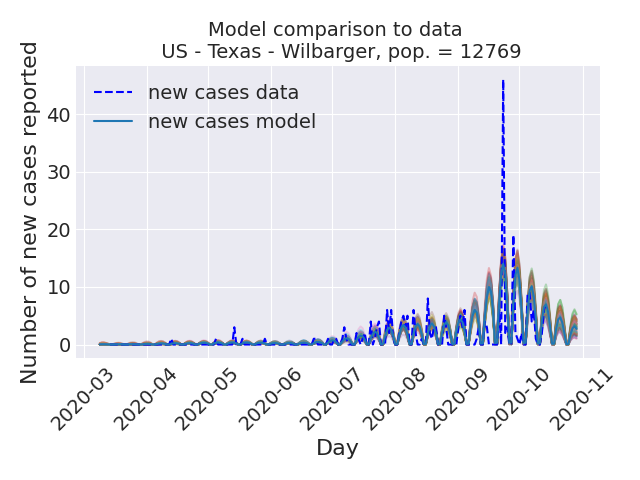 Model comparison to data
US - Texas - Wilbarger, pop. = 12769
Number of new cases reported
new cases data
new cases model
40
30
20
10
0
2020-03
2020-04
2020-05
2020-06
2020-07
2020-08
2020-09
2020-10
2020-11
Day